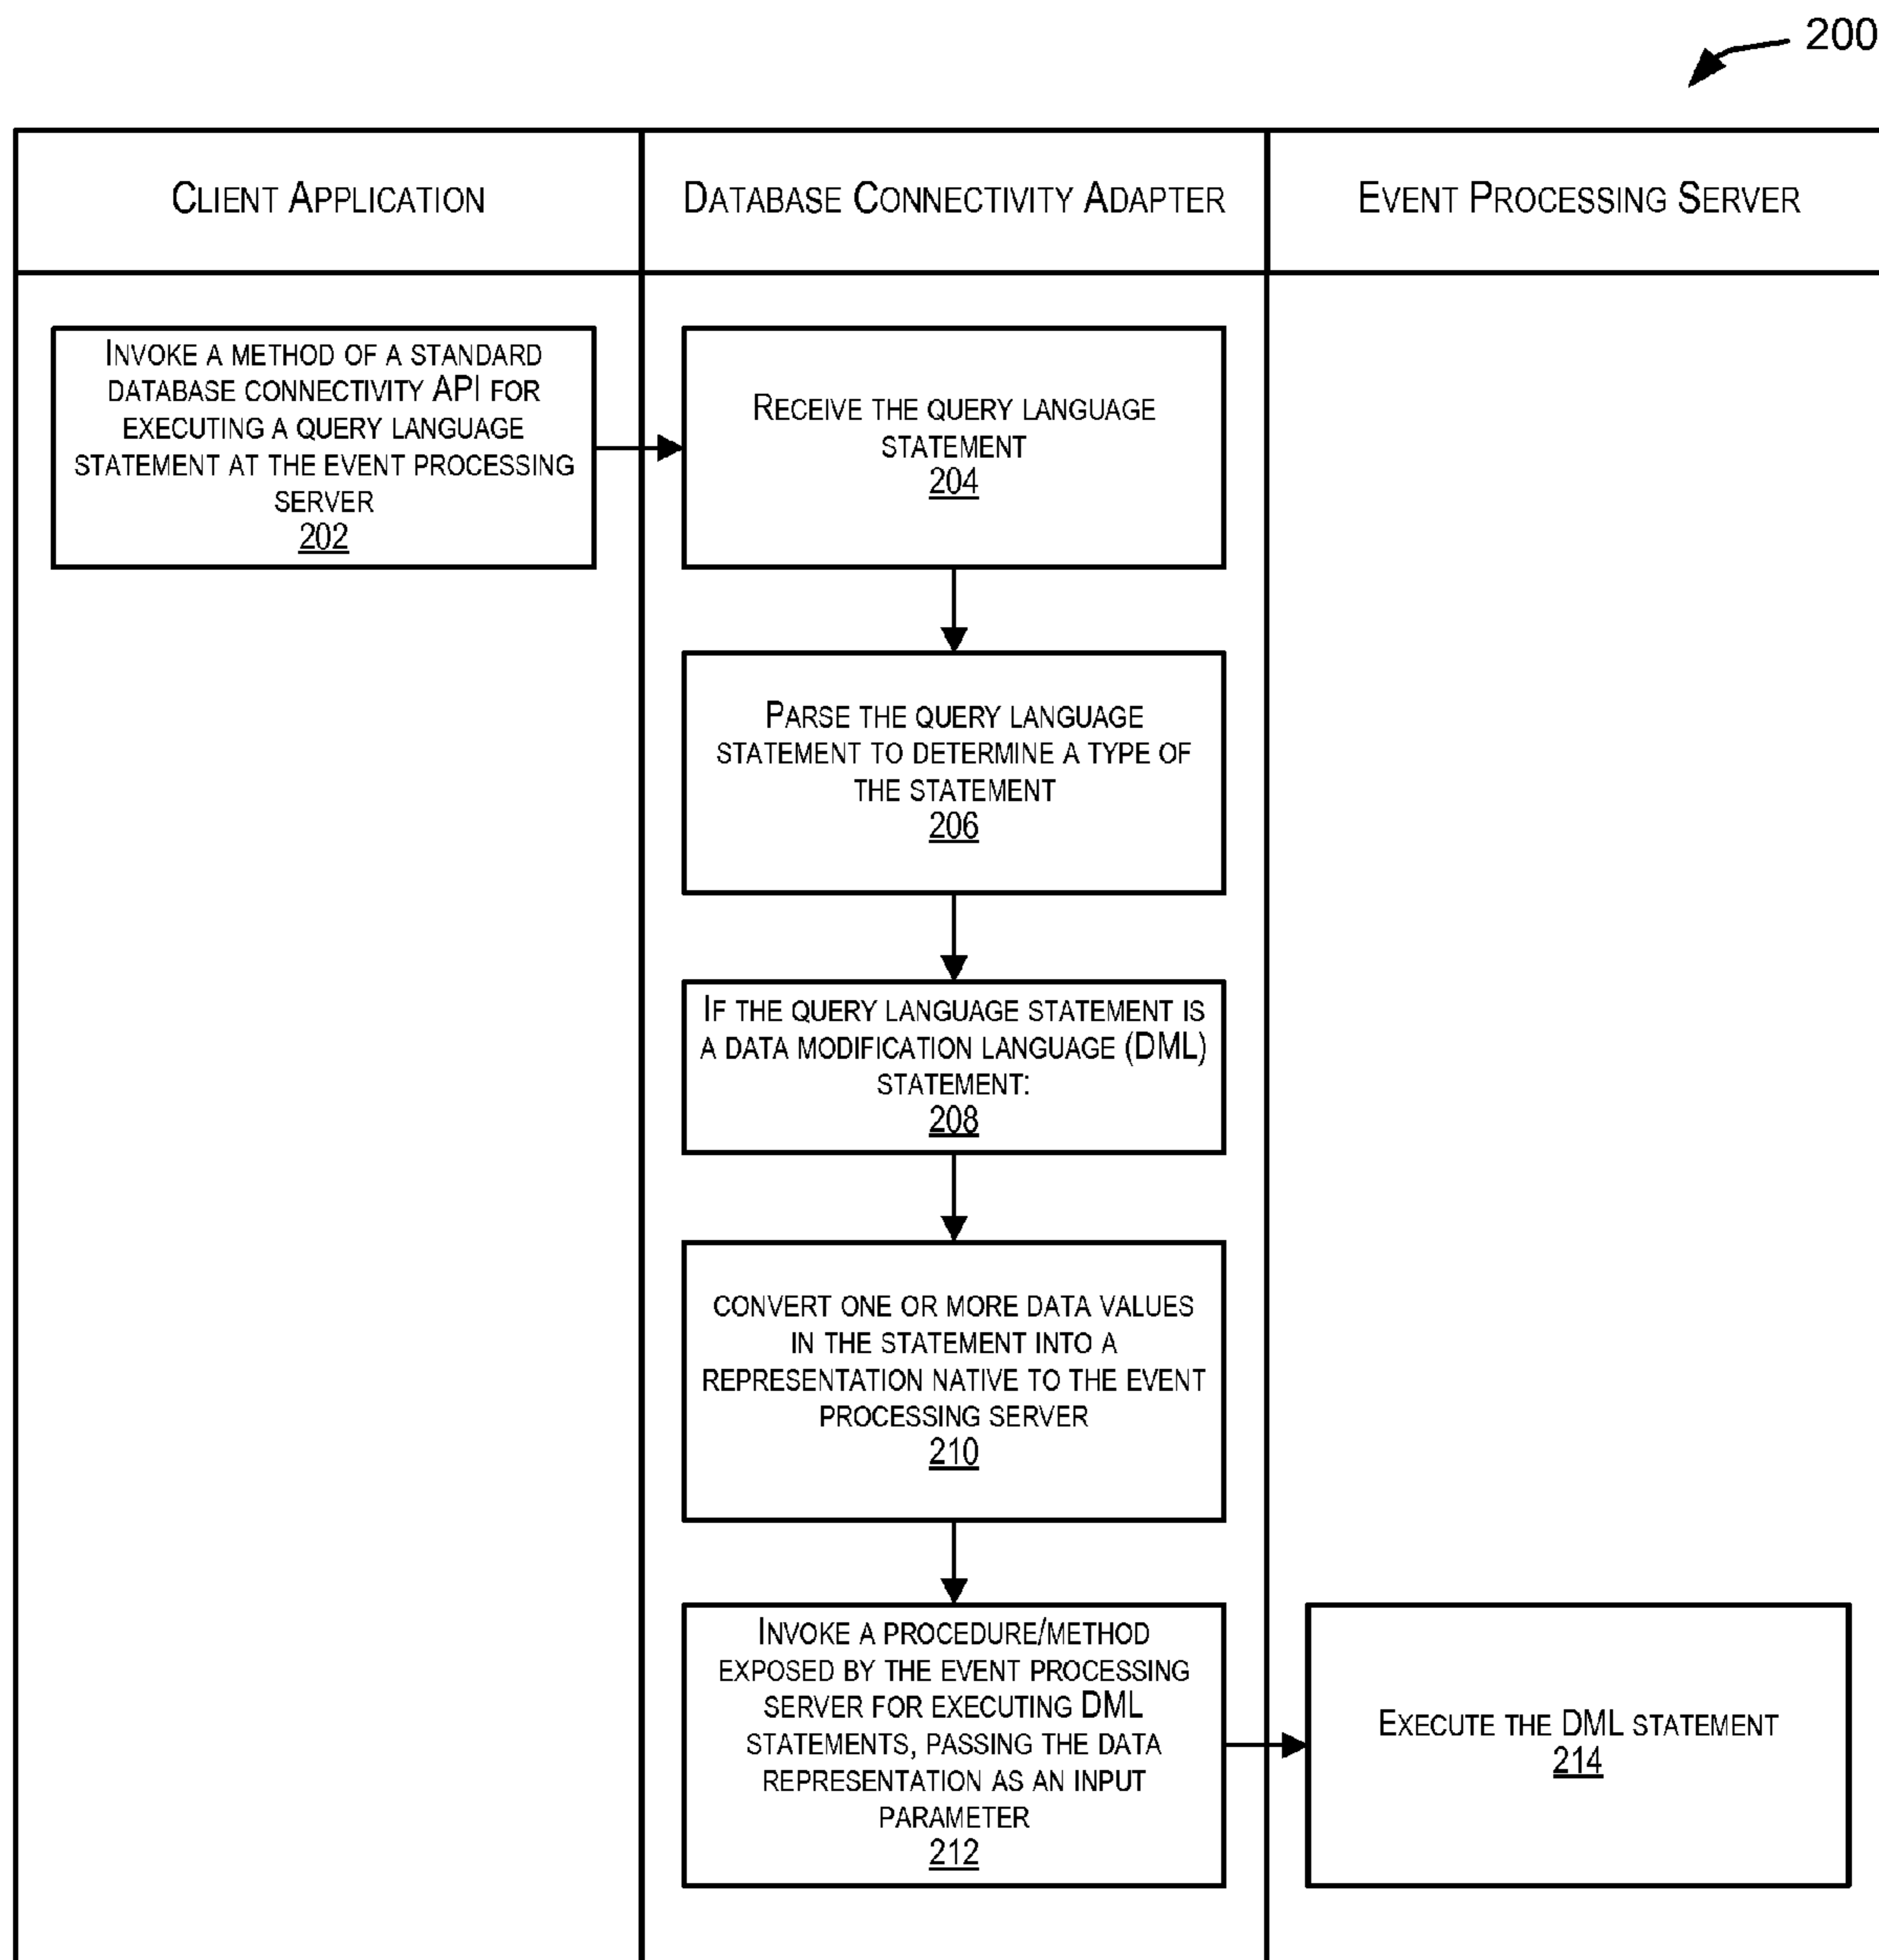 200
Client Application
Database Connectivity Adapter
Event Processing Server
Invoke a method of a standard
database connectivity API for
executing a query language
statement at the event processing
server
202
Receive the query language
statement
204
Parse the query language
statement to determine a type of
the statement
206
If the query language statement is
a data modification language (DML)
statement:
208
convert one or more data values
in the statement into a
representation native to the event
processing server
210
Invoke a procedure/method
exposed by the event processing
server for executing DML
statements, passing the data
representation as an input
parameter
212
Execute the DML statement
214